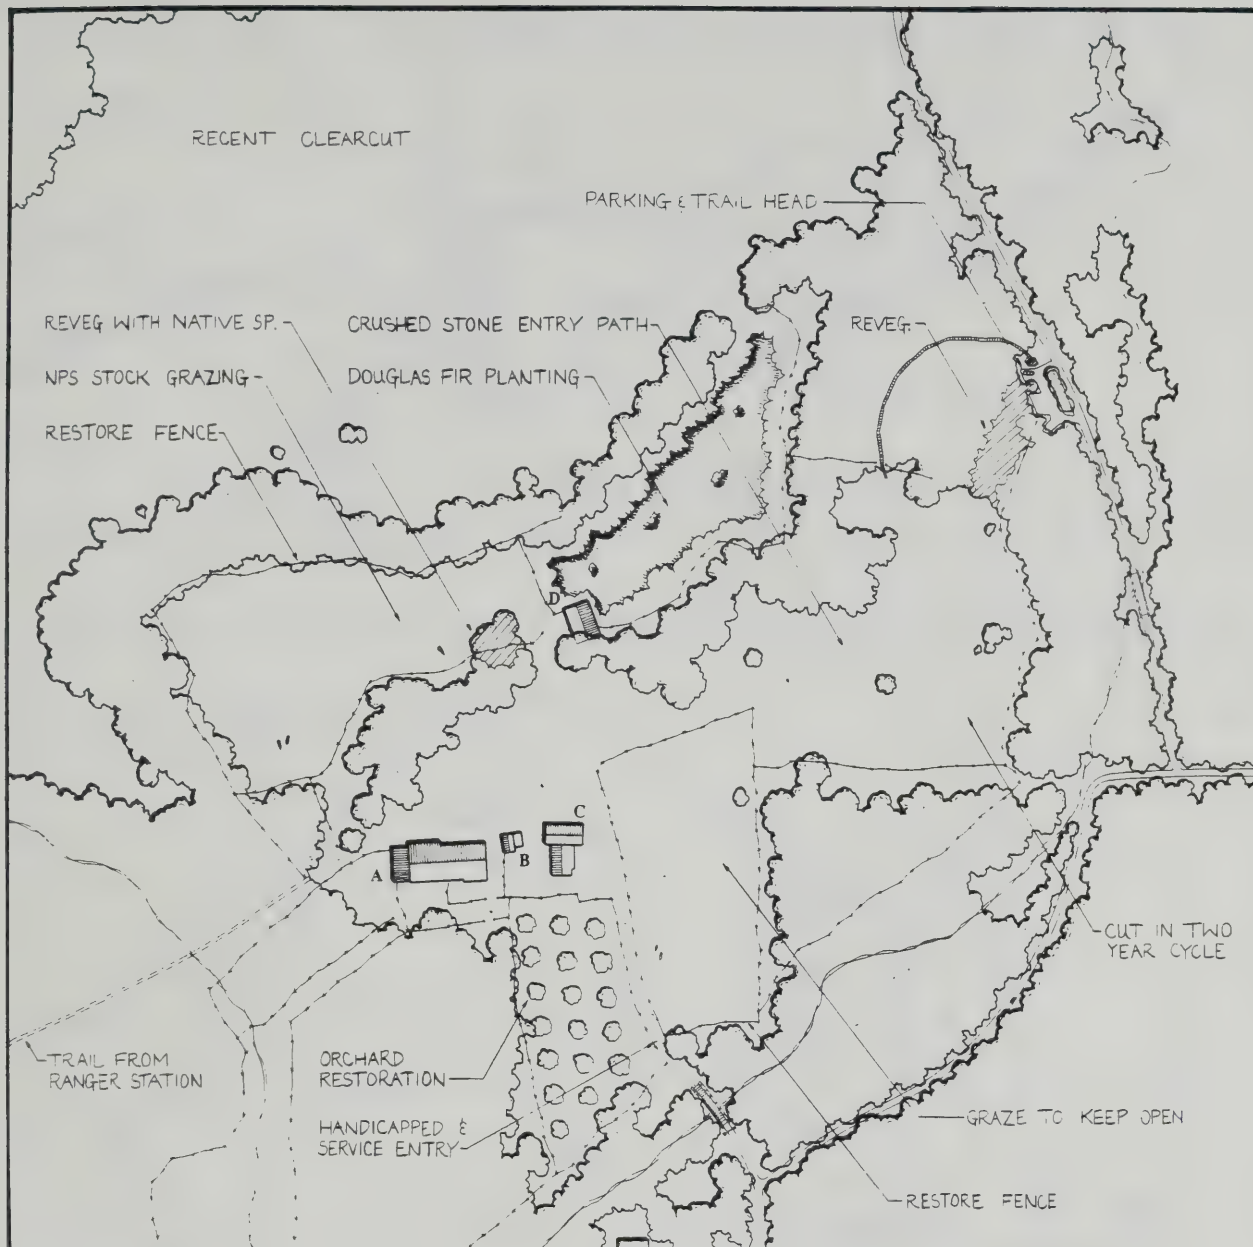 RECENT CLEARCUT
PARKING & TRAIL HEAD
REVEG WITH NATIVE SP.
CRUSHED STONE ENTRY PATH
REVEG.
NPS STOCK GRAZING
DOUGLAS FIR PLANTING
RESTORE FENCE
D
C
B
A
CUT IN TWO
YEAR CYCLE
TRAIL FROM
RANGER STATION
ORCHARD
RESTORATION
HANDICAPPED &
SERVICE ENTRY
GRAZE TO KEEP OPEN
RESTORE FENCE